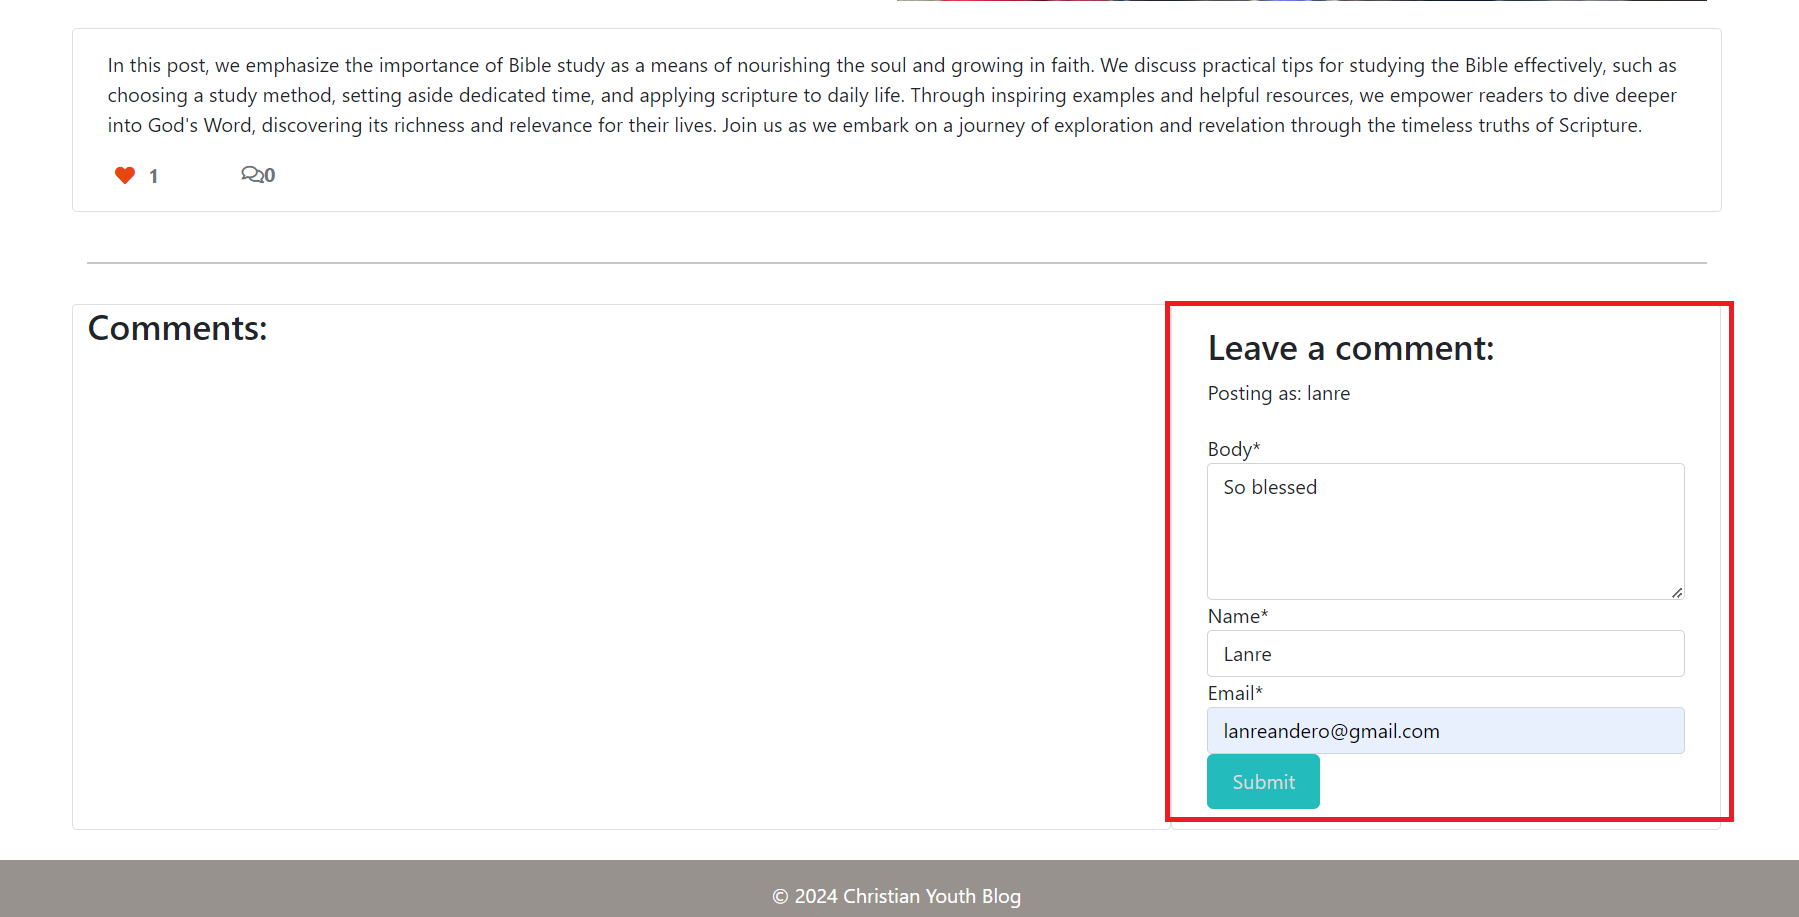 In this post, we emphasize the importance of Bible study as a means of nourishing the soul and growing in faith. We discuss practical tips for studying the Bible effectively, such as
choosing a study method, setting aside dedicated time, and applying scripture to daily life. Through inspiring examples and helpful resources, we empower readers to dive deeper
into God's Word, discovering its richness and relevance for their lives. Join us as we embark on a journey of exploration and revelation through the timeless truths of Scripture.
1 0
Comments:
Leave a comment:
Posting as: lanre
Body*
So blessed
Name*
Lanre
Email*
lanreandero@gmail.com
Submit
© 2024 Christian Youth Blog